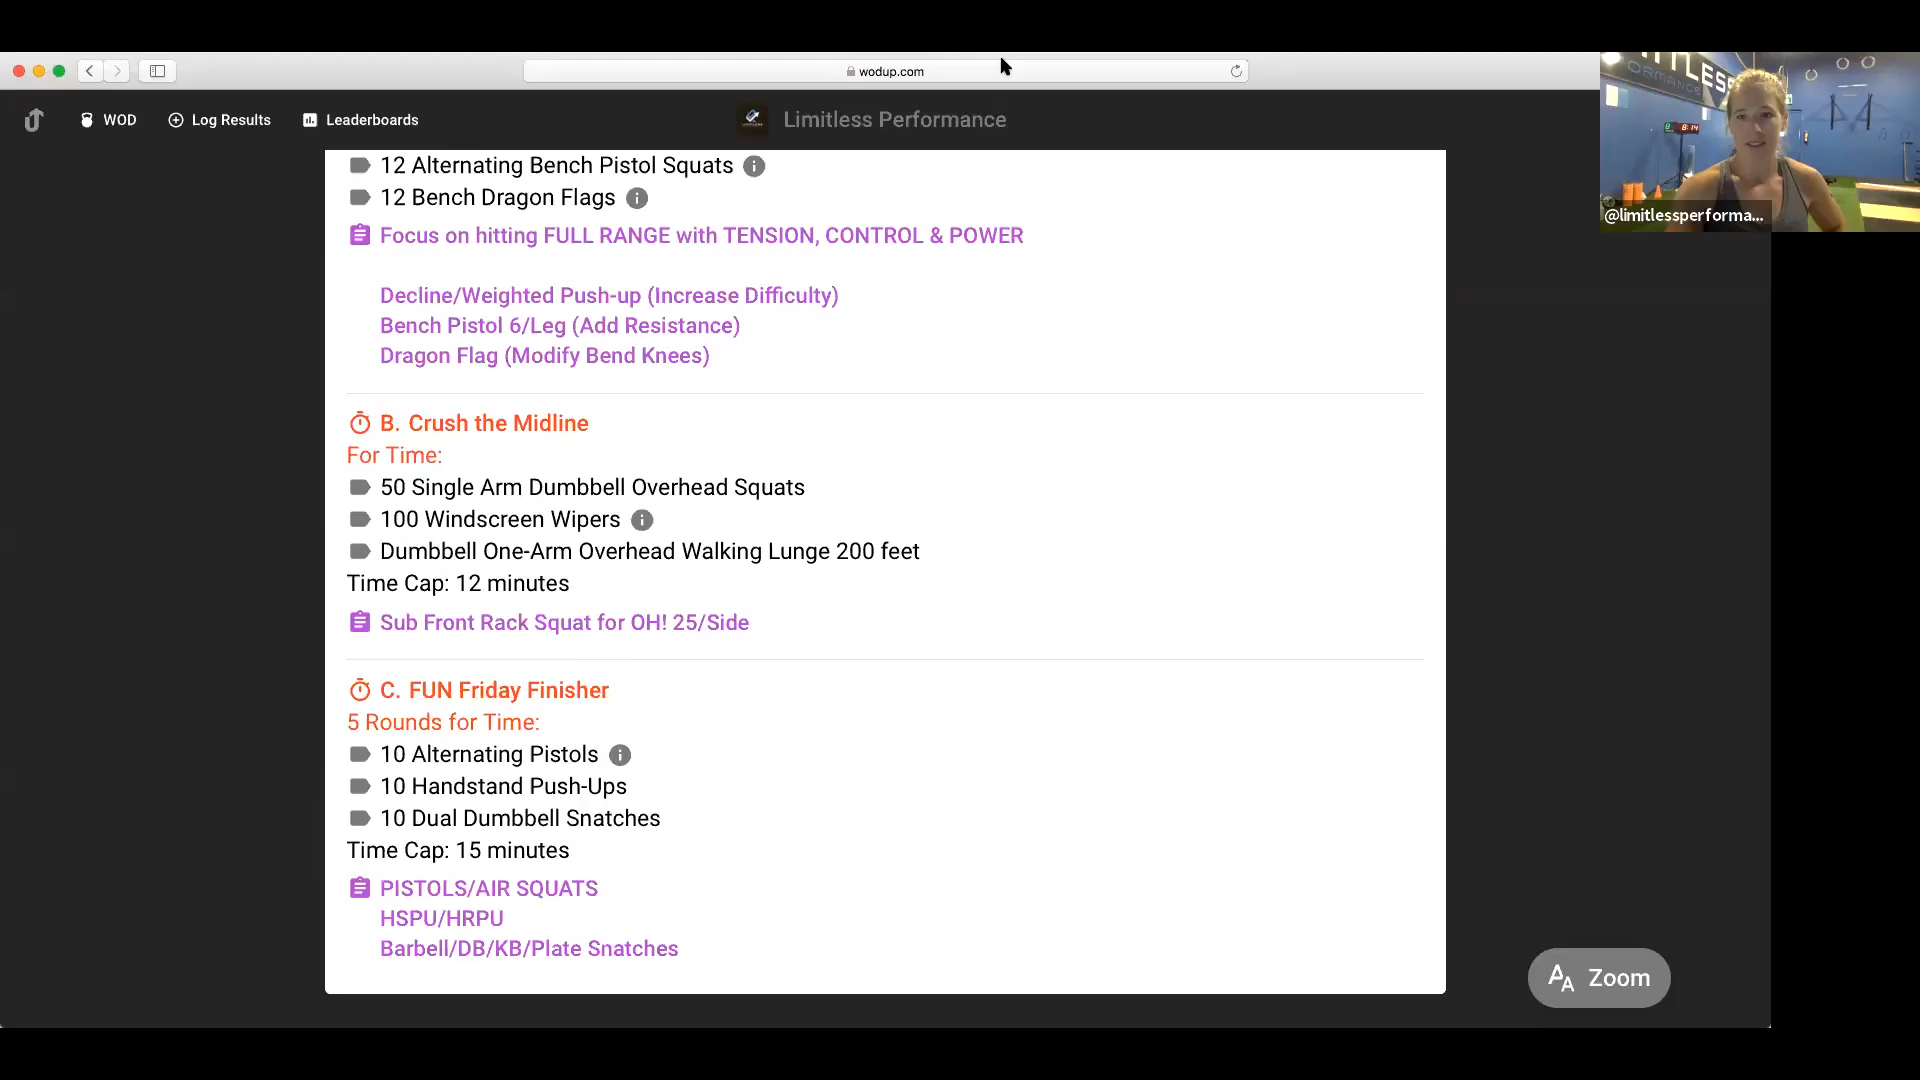 wodup.com
WOD
Log Results
Leaderboards
Limitless Performance
12 Alternating Bench Pistol Squats
12 Bench Dragon Flags
Focus on hitting FULL RANGE with TENSION, CONTROL & POWER
Decline/Weighted Push-up (Increase Difficulty)
Bench Pistol 6/Leg (Add Resistance)
Dragon Flag (Modify Bend Knees)
B. Crush the Midline
For Time:
50 Single Arm Dumbbell Overhead Squats
100 Windscreen Wipers
Dumbbell One-Arm Overhead Walking Lunge 200 feet
Time Cap: 12 minutes
Sub Front Rack Squat for OH! 25/Side
C. FUN Friday Finisher
5 Rounds for Time:
10 Alternating Pistols
10 Handstand Push-Ups
10 Dual Dumbbell Snatches
Time Cap: 15 minutes
PISTOLS/AIR SQUATS
HSPU/HRPU
Barbell/DB/KB/Plate Snatches
AA Zoom
@limitlessperforma...